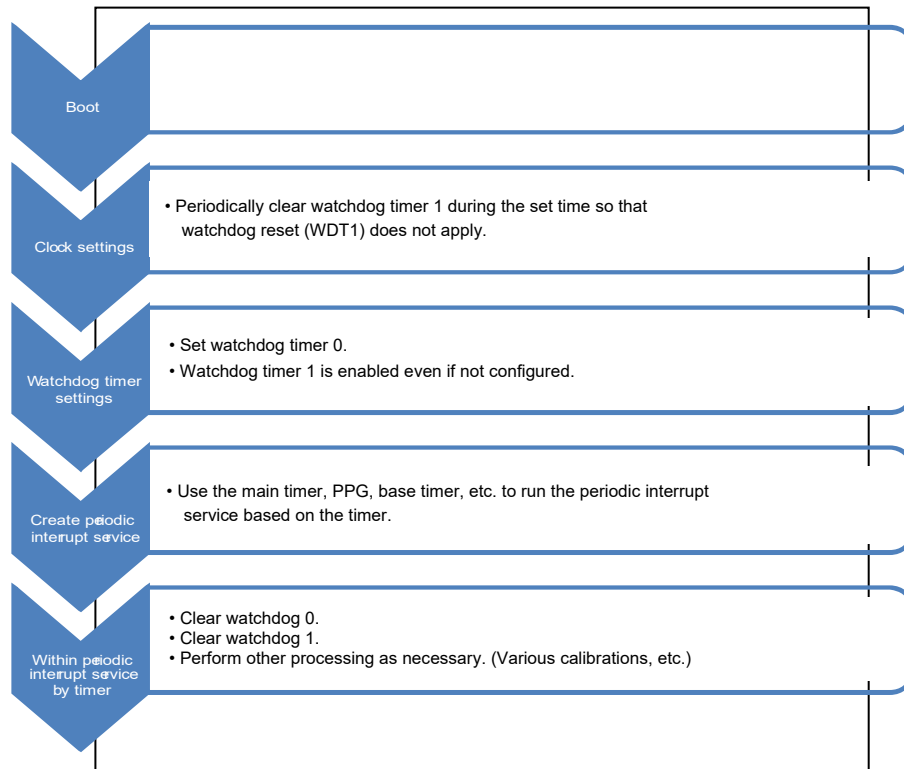 Boot
Clock settings
• Periodically clear watchdog timer 1 during the set time so that
watchdog reset (WDT1) does not apply.
Watchdog timer
settings
• Set watchdog timer 0.
• Watchdog timer 1 is enabled even if not configured.
Create periodic
interrupt service
• Use the main timer, PPG, base timer, etc. to run the periodic interrupt
service based on the timer.
Within periodic
interrupt service
by timer
• Clear watchdog 0.
• Clear watchdog 1.
• Perform other processing as necessary. (Various calibrations, etc.)